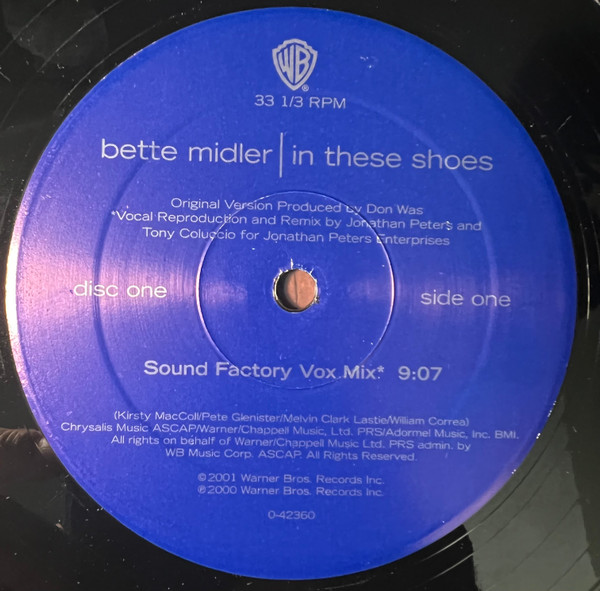 WB
33 1/3 RPM
bette midler | in these shoes
Original Version Produced by Don Was
*Vocal Reproduction and Remix by Jonathan Peters and
Tony Coluccio for Jonathan Peters Enterprises
disc one
side one
Sound Factory Vox Mix* 9:07
(Kirsty MacColl/Pete Glenister/Melvin Clark Lastie/William Correa)
Chrysalis Music ASCAP/Warner/Chappell Music, Ltd. PRS/Adormel Music, Inc. BMI.
All rights on behalf of Warner/Chappell Music Ltd. PRS admin. by
WB Music Corp. ASCAP. All Rights Reserved.
©2001 Warner Bros. Records Inc.
℗2000 Warner Bros. Records Inc.
0-42360